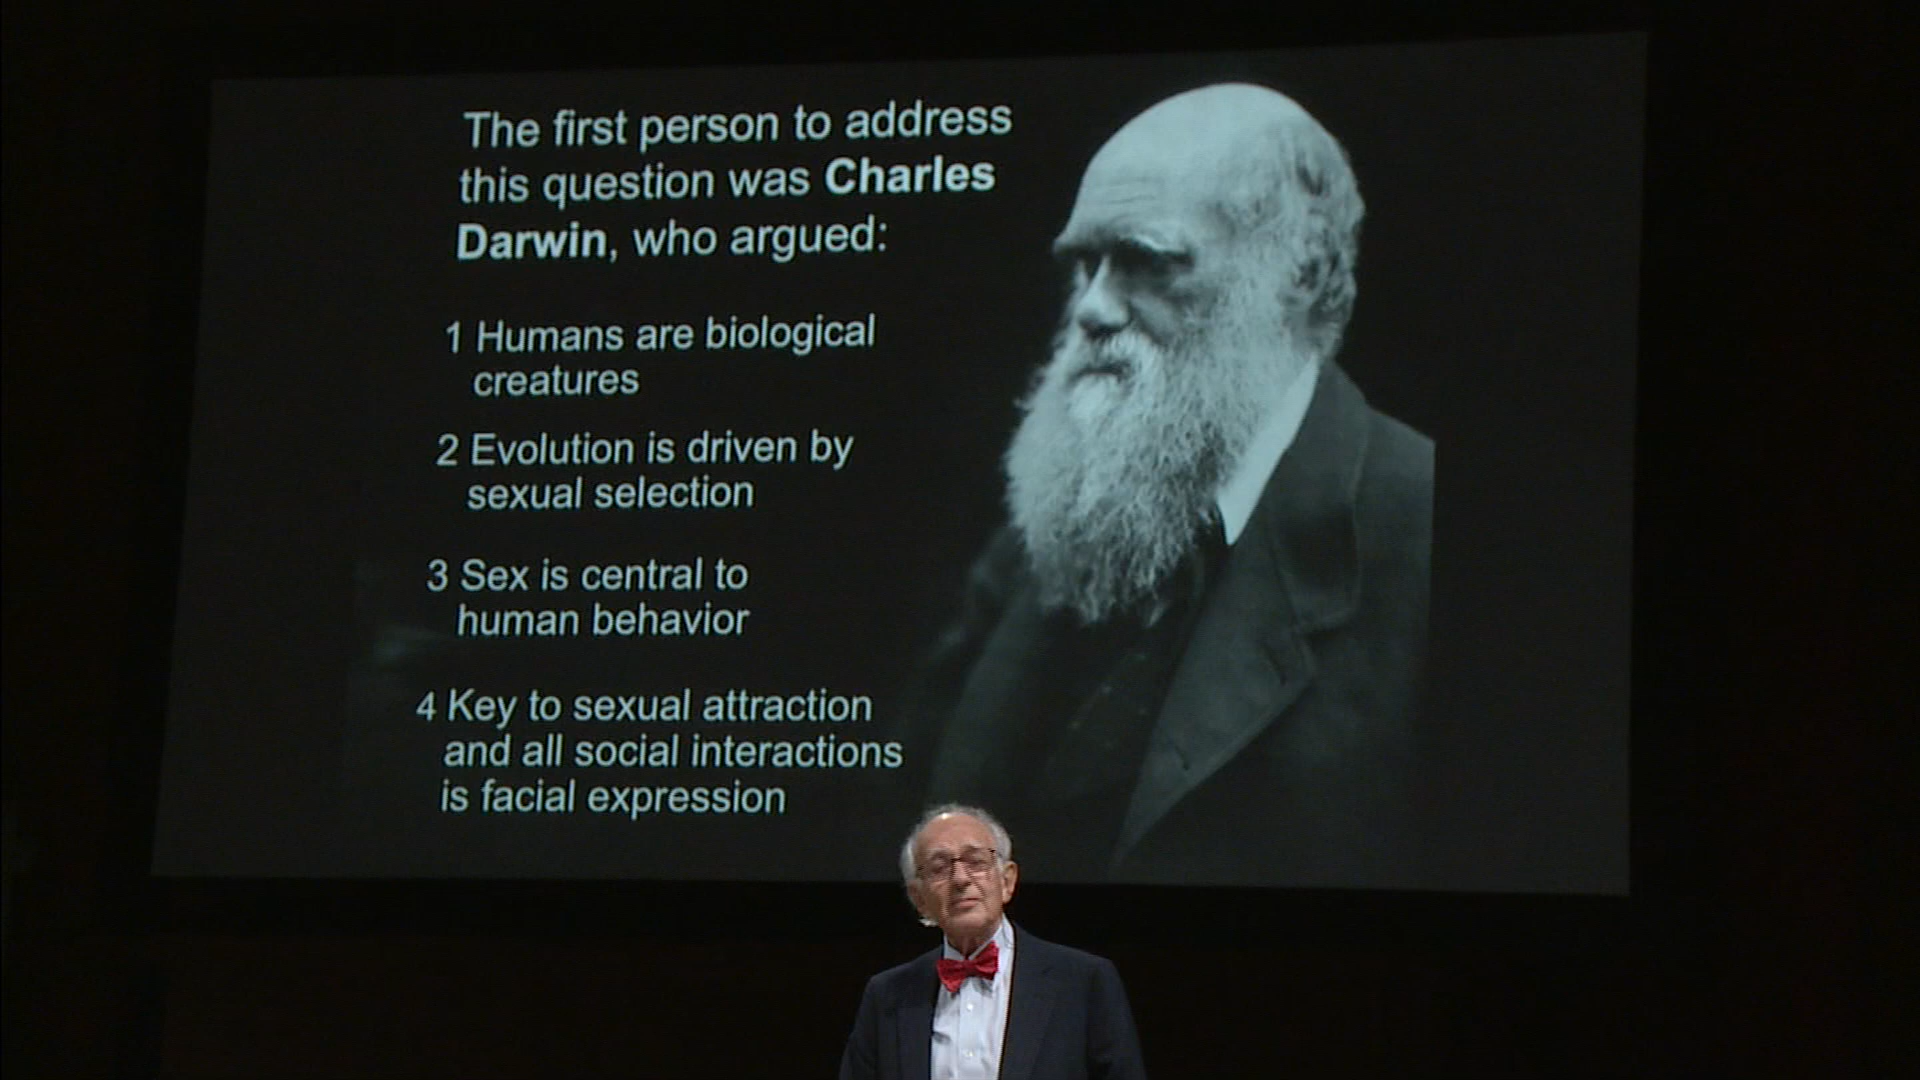 The first person to address
this question was Charles
Darwin, who argued:
1 Humans are biological
creatures
2 Evolution is driven by
sexual selection
3 Sex is central to
human behavior
4 Key to sexual attraction
and all social interactions
is facial expression